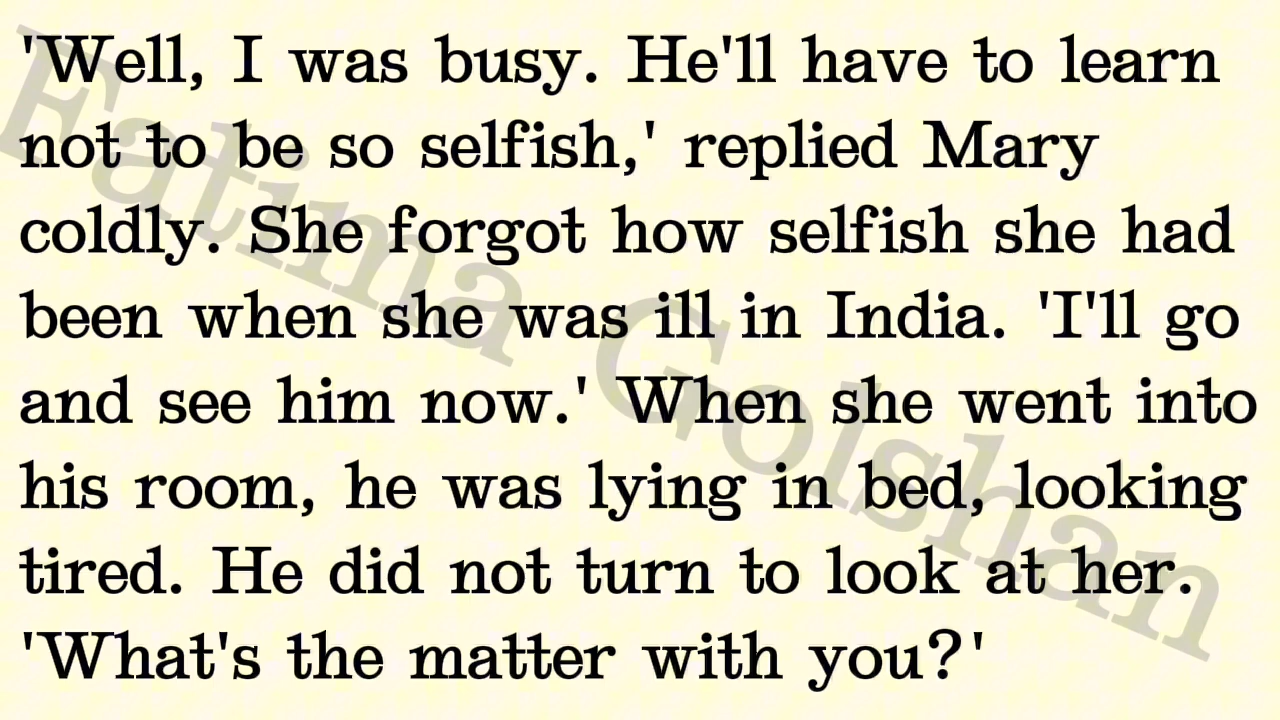 'Well, I was busy. He'll have to learn
not to be so selfish,' replied Mary
coldly. She forgot how selfish she had
been when she was ill in India. 'I'll go
and see him now.' When she went into
his room, he was lying in bed, looking
tired. He did not turn to look at her.
'What's the matter with you?'
Fatima Golshan